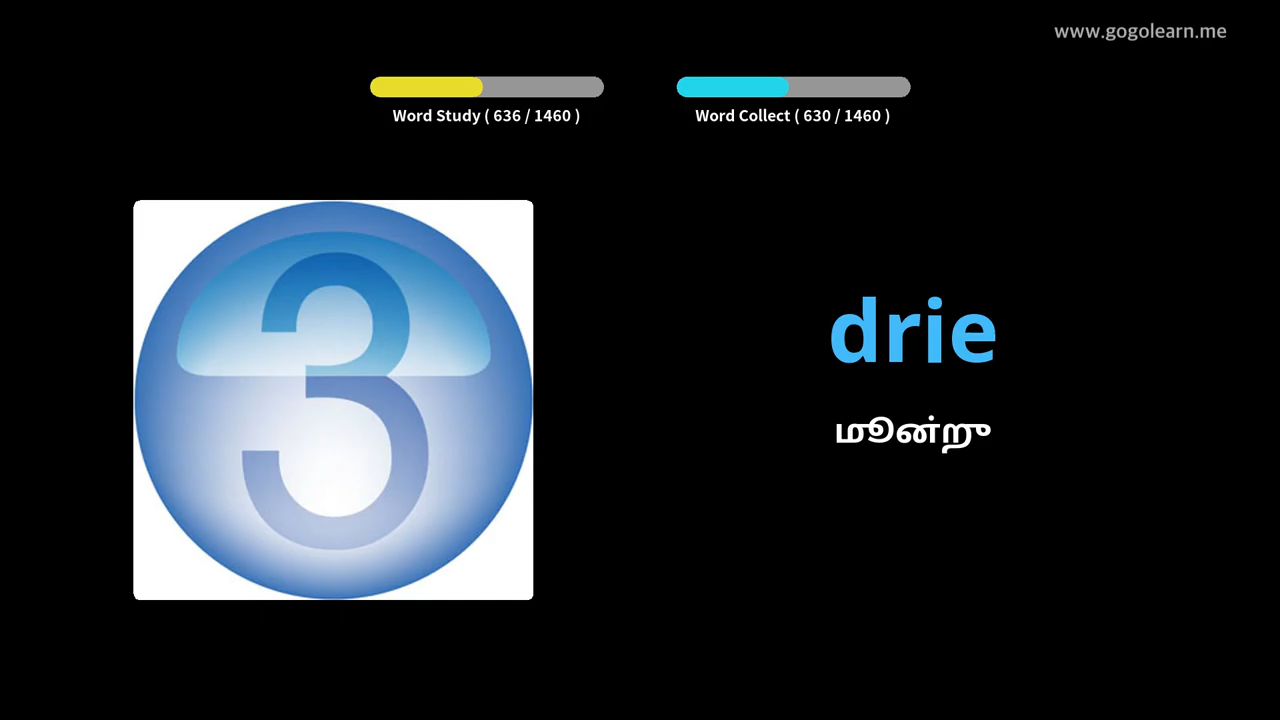 www.gogolearn.me
Word Study ( 636 / 1460 )
Word Collect ( 630 / 1460 )
3
drie
மூன்று